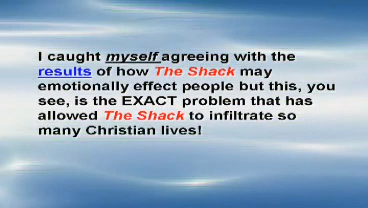 I caught myself agreeing with the
results of how The Shack may
emotionally effect people but this, you
see, is the EXACT problem that has
allowed The Shack to infiltrate so
many Christian lives!